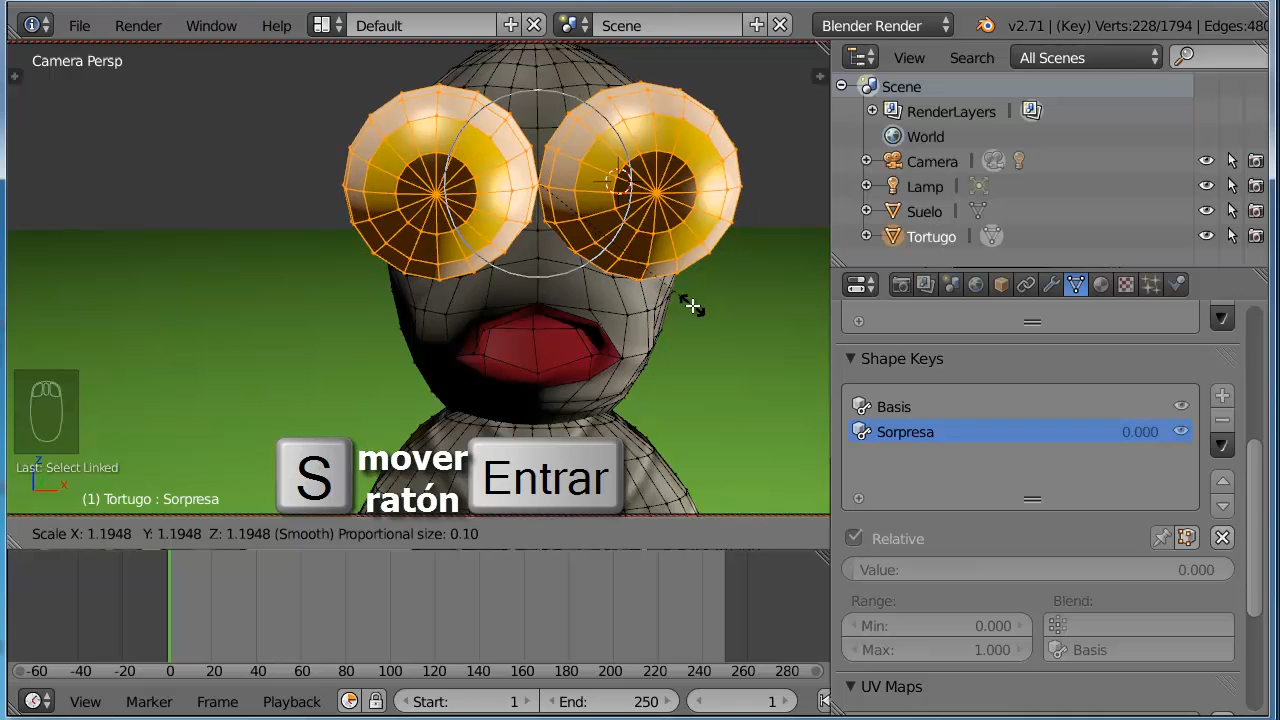 File Render Window Help Default Scene Blender Render v2.71 | (Key) Verts:228/1794 | Edges:480
Camera Persp
View Search All Scenes
Scene
RenderLayers |
World
Camera |
Lamp |
Suelo |
Tortugo |
Shape Keys
Basis
Sorpresa 0.000
Relative
Value: 0.000
Range: Blend:
Min: 0.000
Max: 1.000 Basis
UV Maps
Last: Select Linked
z
x
(1) Tortugo : Sorpresa
S mover ratón Entrar
Scale X: 1.1948 Y: 1.1948 Z: 1.1948 (Smooth) Proportional size: 0.10
-60 -40 -20 0 20 40 60 80 100 120 140 160 180 200 220 240 260 280
View Marker Frame Playback Start: 1 End: 250 1